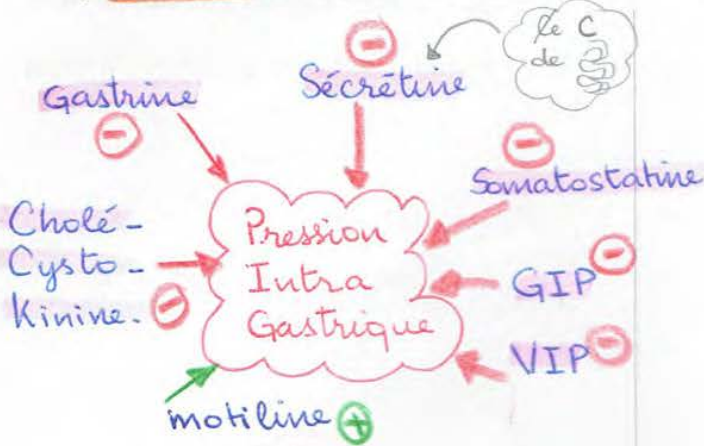 le C
de
Gastrine
Sécrétine
Somatostatine
Cholé-
Cysto-
Kinine.
Pression
Intra
Gastrique
GIP
VIP
motiline